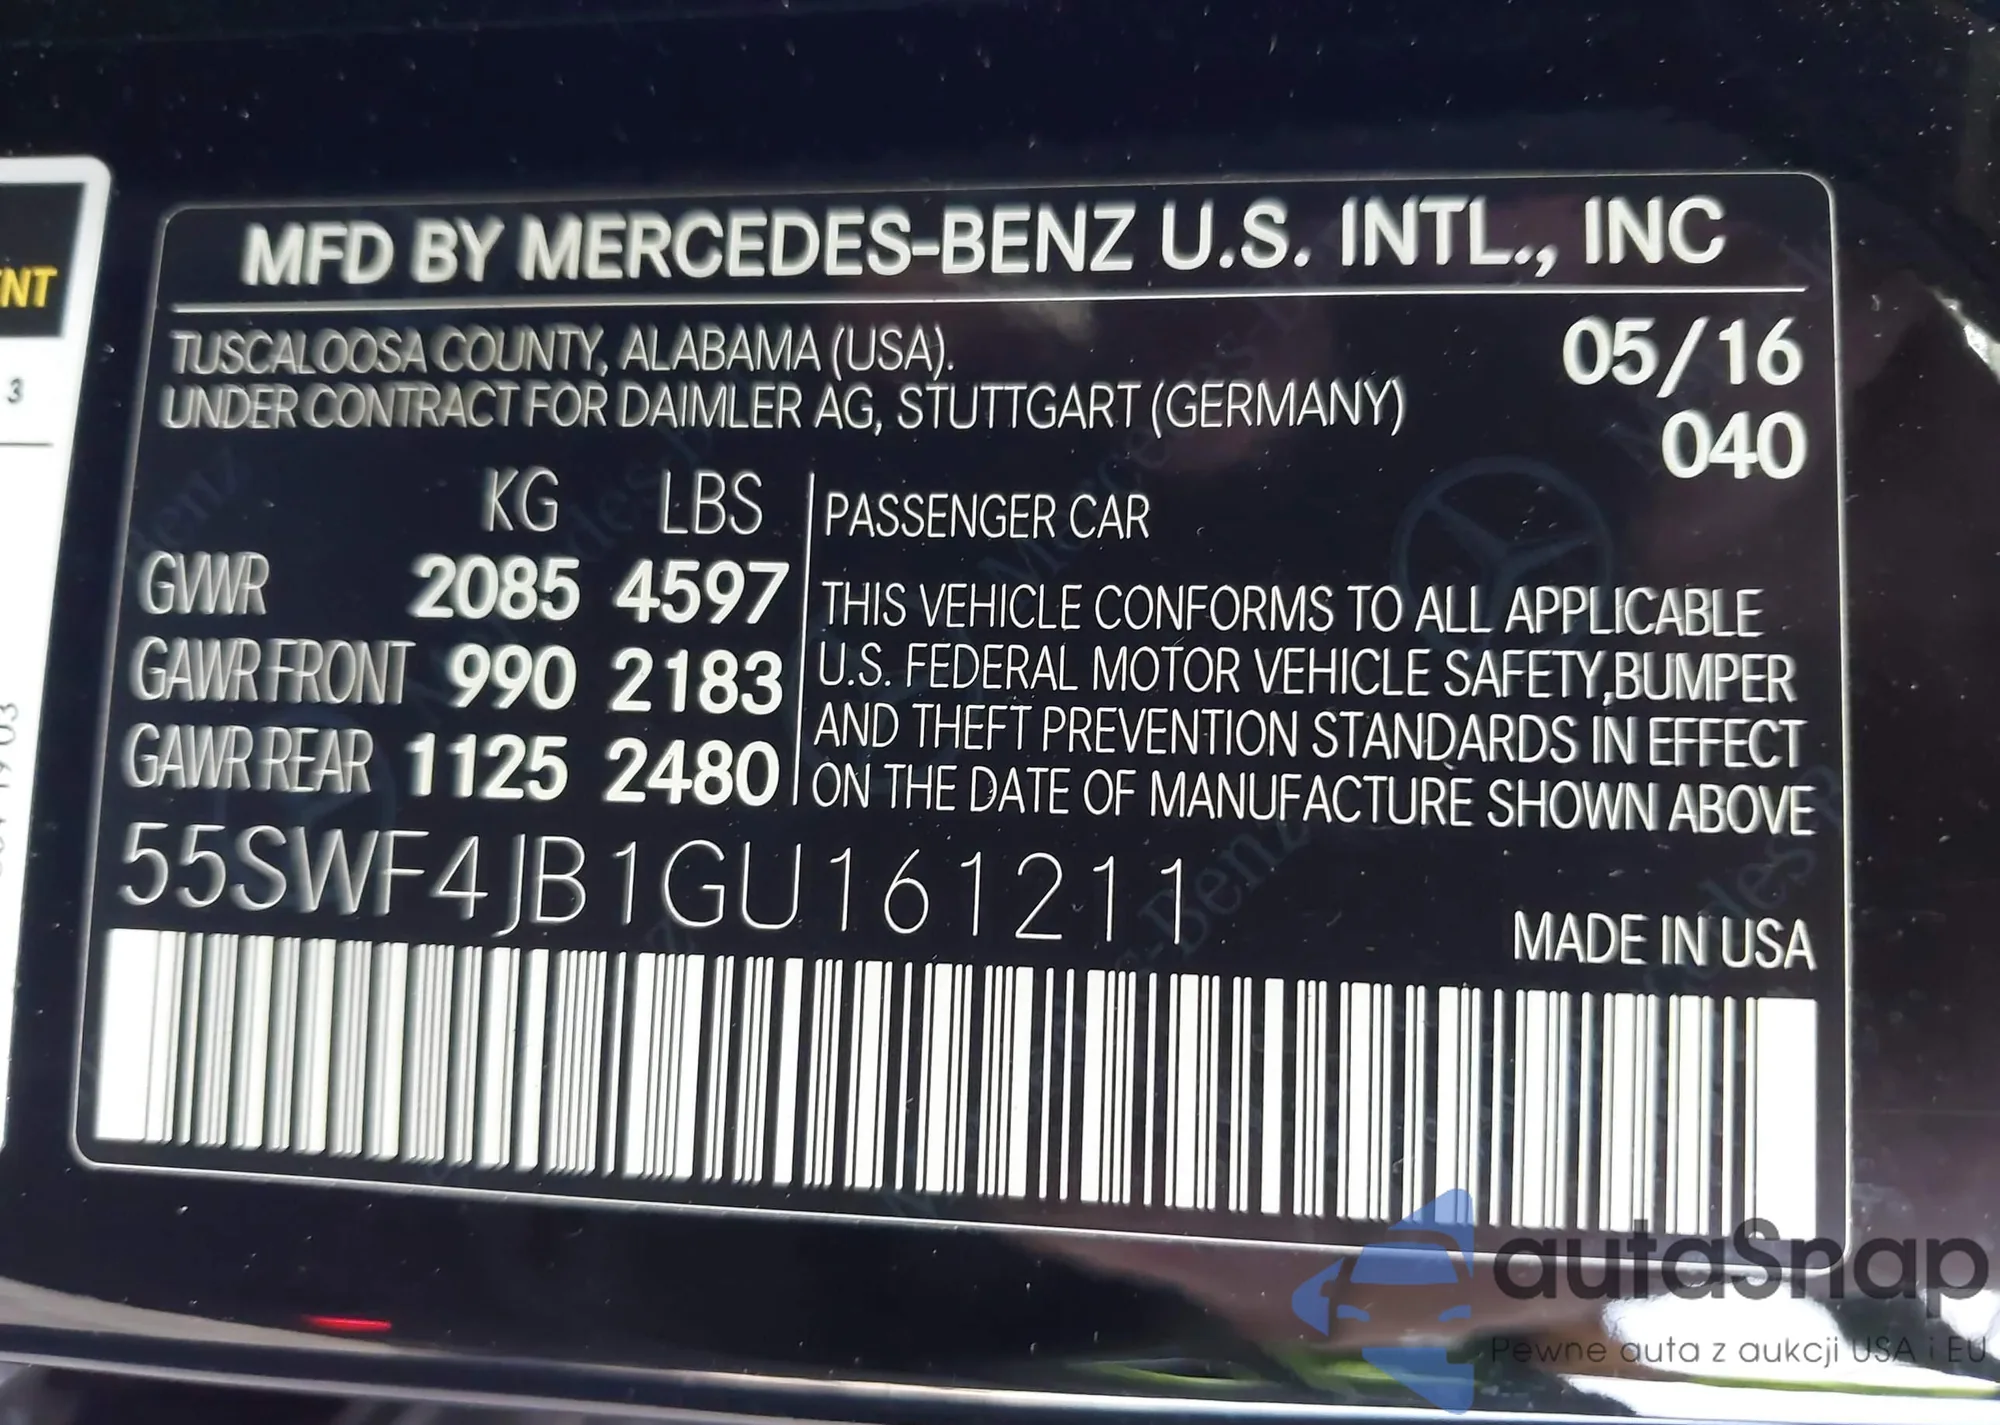 MFD BY MERCEDES-BENZ U.S. INTL., INC
TUSCALOOSA COUNTY, ALABAMA (USA).
05/16
UNDER CONTRACT FOR DAIMLER AG, STUTTGART (GERMANY)
040
KG LBS
GVWR 2085 4597
GAWR FRONT 990 2183
GAWR REAR 1125 2480
PASSENGER CAR
THIS VEHICLE CONFORMS TO ALL APPLICABLE
U.S. FEDERAL MOTOR VEHICLE SAFETY,BUMPER
AND THEFT PREVENTION STANDARDS IN EFFECT
ON THE DATE OF MANUFACTURE SHOWN ABOVE
55SWF4JB1GU161211
MADE IN USA
NT
3
autaSnap
Pewne auta z aukcji USA i EU